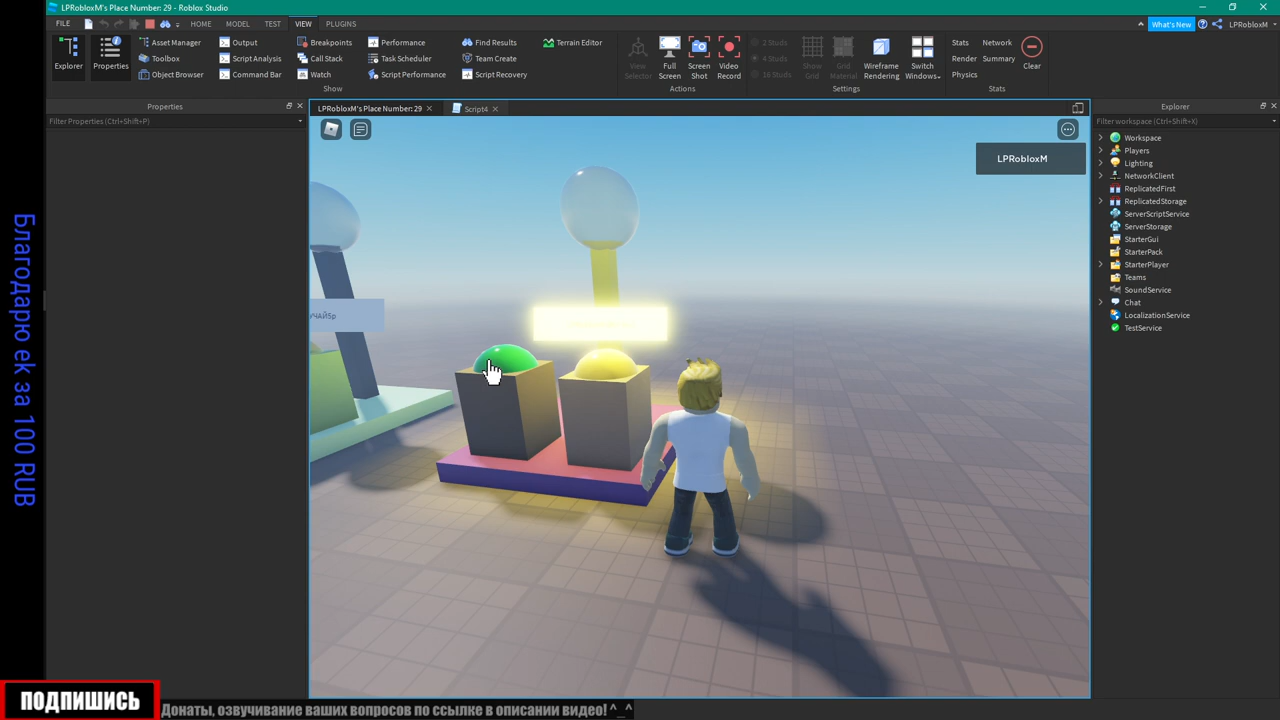 LPRobloxM's Place Number: 29 - Roblox Studio
FILE HOME MODEL TEST VIEW PLUGINS What's New LPRobloxM
Explorer
Properties
Asset Manager
Toolbox
Object Browser
Output
Script Analysis
Command Bar
Breakpoints
Call Stack
Watch
Performance
Task Scheduler
Script Performance
Find Results
Team Create
Script Recovery
Terrain Editor
Show
View Selector
Full Screen
Screen Shot
Video Record
Actions
2 Studs
4 Studs
16 Studs
Show Grid
Grid Material
Wireframe Rendering
Switch Windows
Settings
Stats
Render
Physics
Network
Summary
Clear
Stats
Properties
Filter Properties (Ctrl+Shift+P)
LPRobloxM's Place Number: 29
Script4
LPRobloxM
Explorer
Filter workspace (Ctrl+Shift+X)
Workspace
Players
Lighting
NetworkClient
ReplicatedFirst
ReplicatedStorage
ServerScriptService
ServerStorage
StarterGui
StarterPack
StarterPlayer
Teams
SoundService
Chat
LocalizationService
TestService
Благодарю ek за 100 RUB
ПОДПИШИСЬ
Донаты, озвучивание ваших вопросов по ссылке в описании видео! ^_^